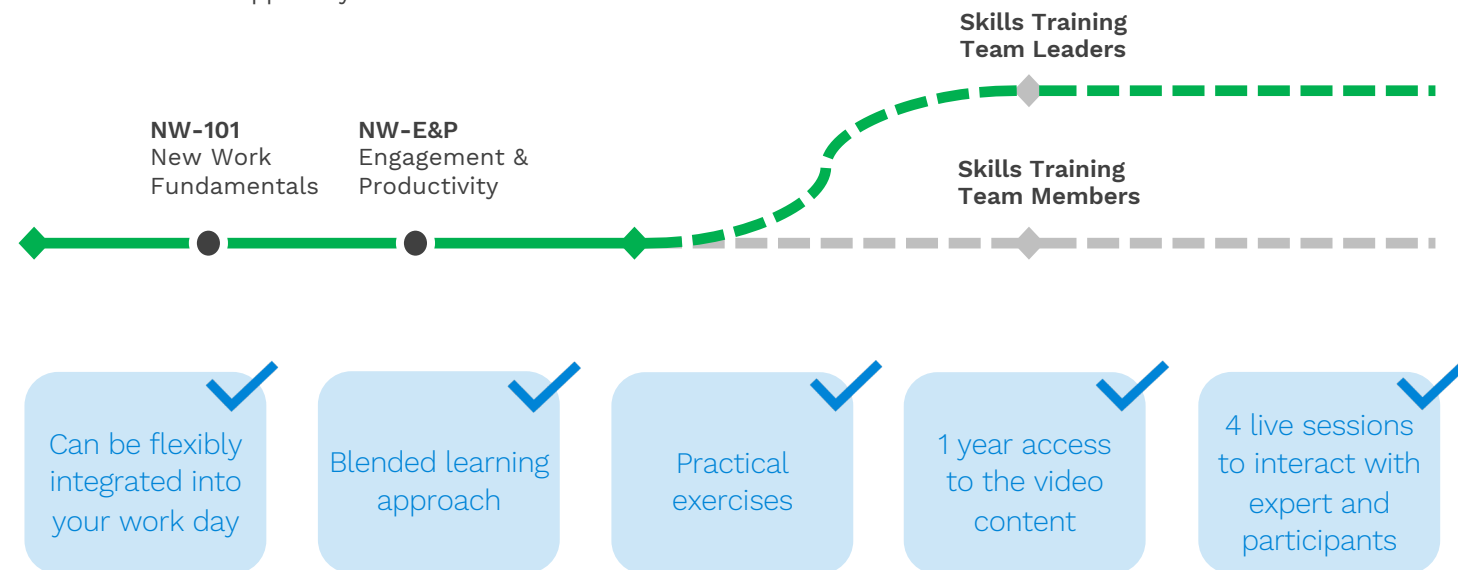 Skills Training
Team Leaders
NW-101
New Work
Fundamentals
NW-E&P
Engagement &
Productivity
Skills Training
Team Members
Can be flexibly
integrated into
your work day
Blended learning
approach
Practical
exercises
1 year access
to the video
content
4 live sessions
to interact with
expert and
participants